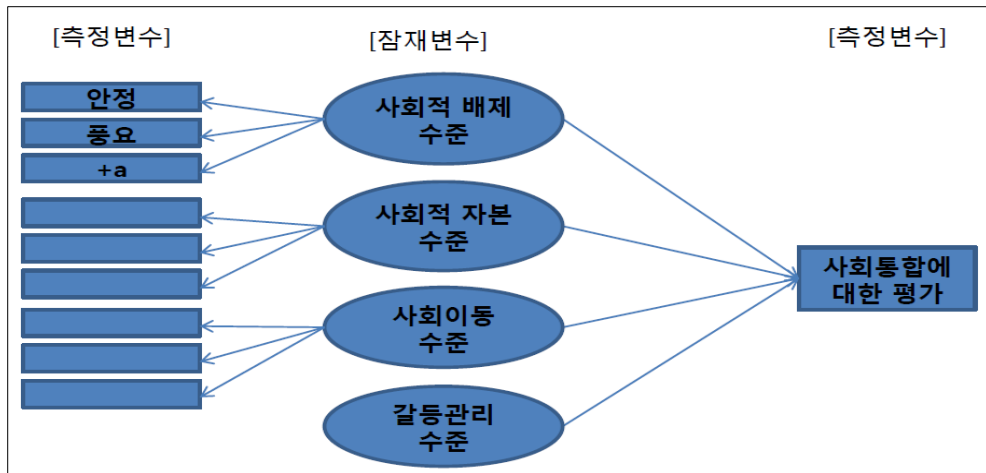 [측정변수]
[잠재변수]
[측정변수]
안정
풍요
+a
사회적 배제
수준
사회적 자본
수준
사회이동
수준
갈등관리
수준
사회통합에
대한 평가